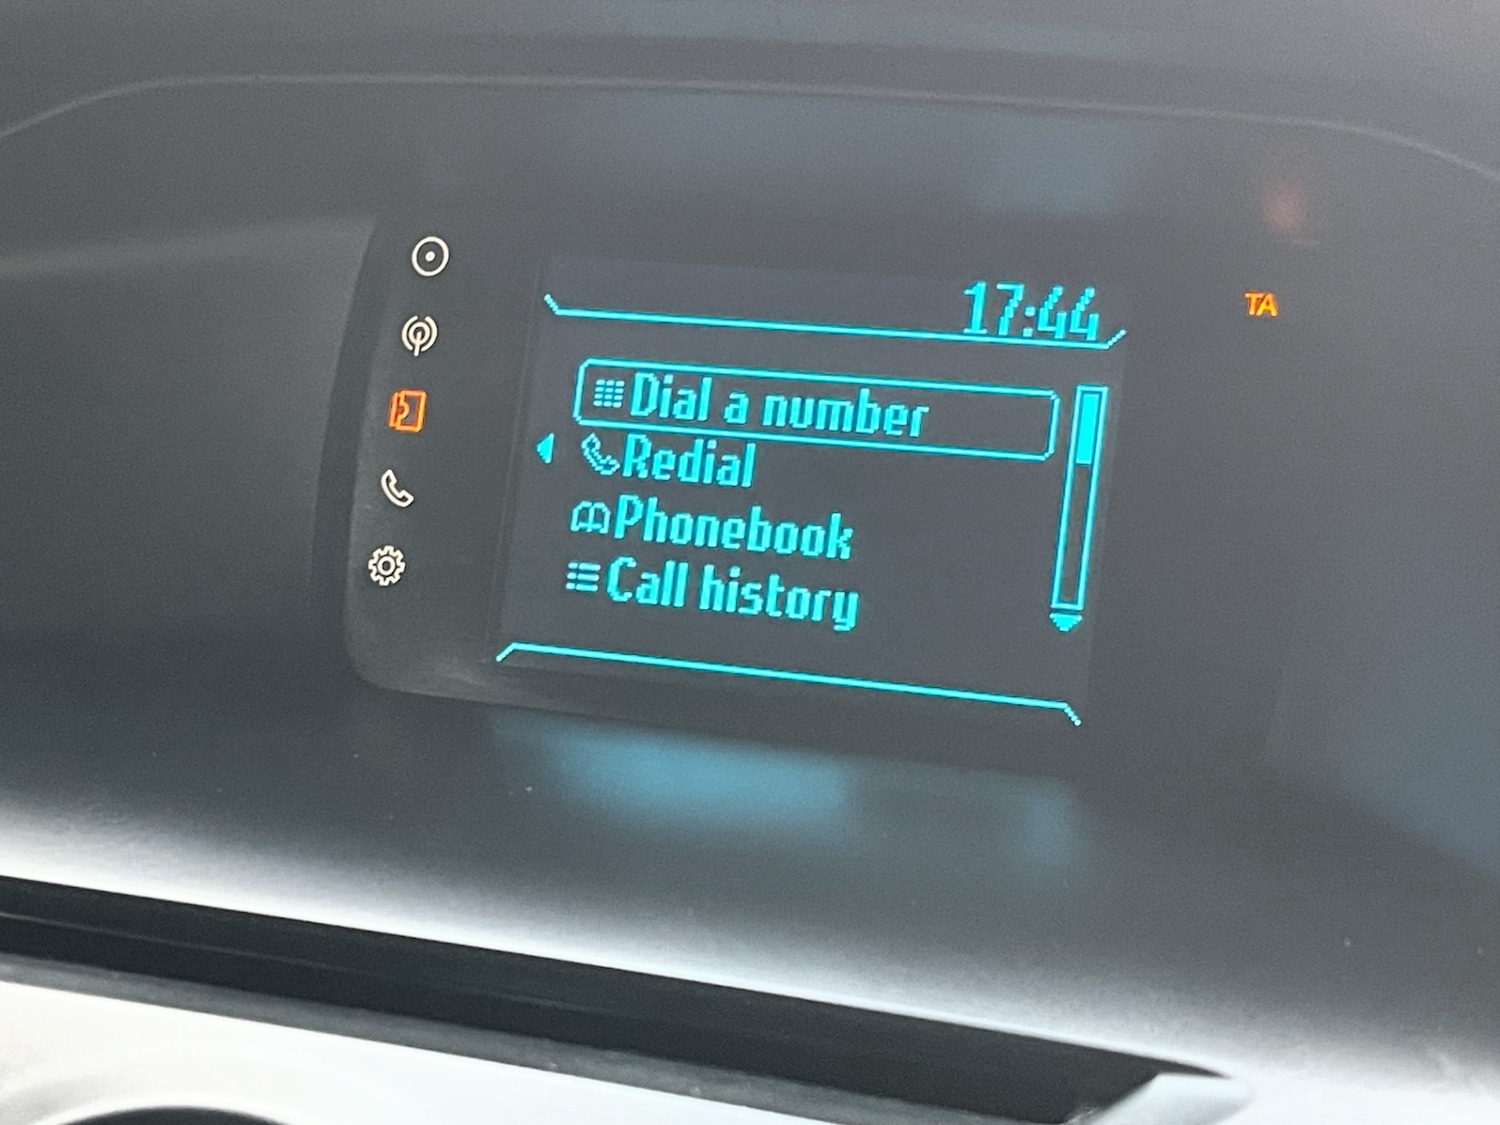 17:44
TA
Dial a number
Redial
Phonebook
Call history